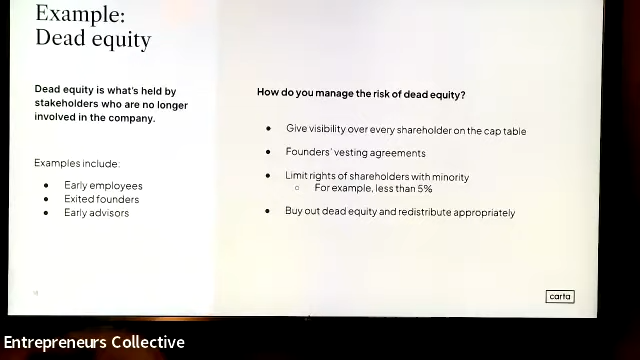 Example:
Dead equity
Dead equity is what's held by
stakeholders who are no longer
involved in the company.
Examples include:
● Early employees
● Exited founders
● Early advisors
How do you manage the risk of dead equity?
● Give visibility over every shareholder on the cap table
● Founders' vesting agreements
● Limit rights of shareholders with minority
○ For example, less than 5%
● Buy out dead equity and redistribute appropriately
carta
Entrepreneurs Collective